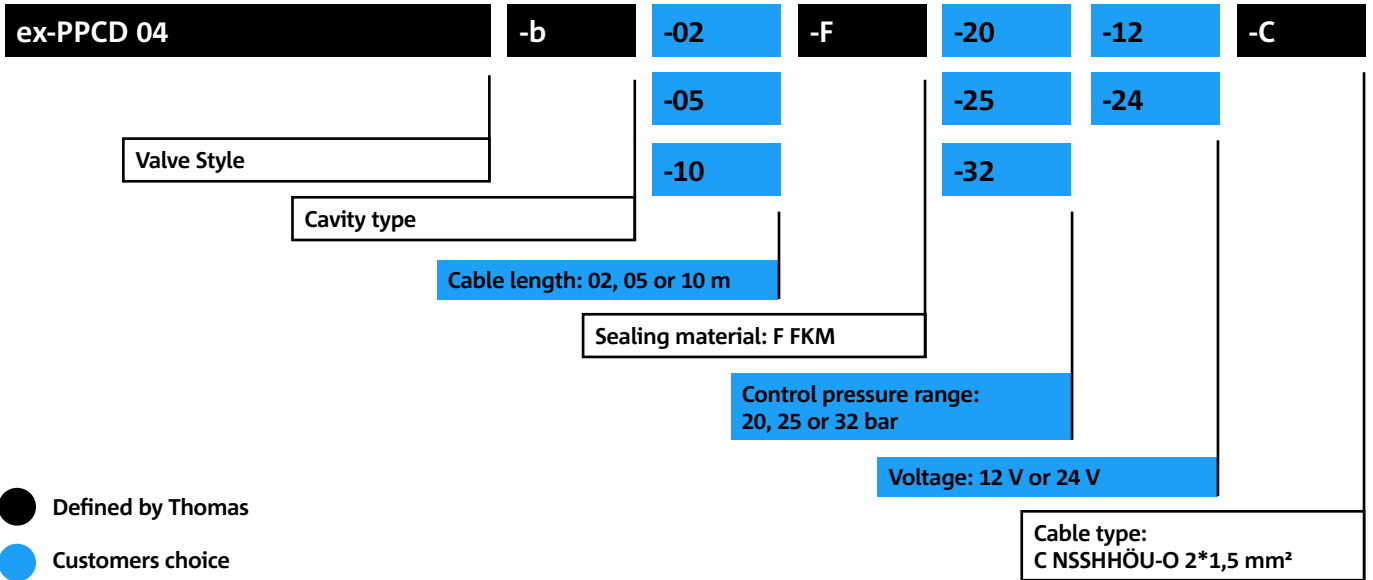 ex-PPCD 04 -b -02 -F -20 -12 -C
-05 -25 -24
Valve Style
-10 -32
Cavity type
Cable length: 02, 05 or 10 m
Sealing material: F FKM
Control pressure range:
20, 25 or 32 bar
Voltage: 12 V or 24 V
Defined by Thomas
Customers choice
Cable type:
C NSSHHÖU-O 2*1,5 mm²